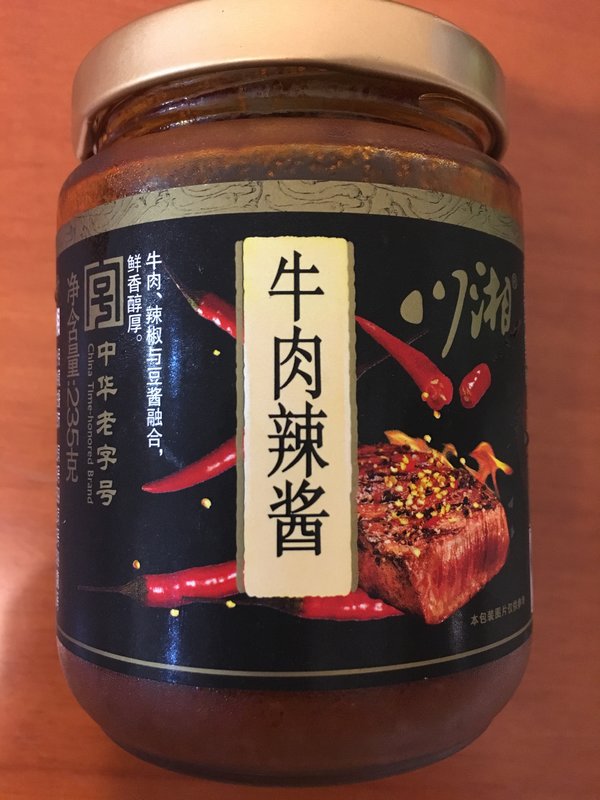 川湘®
牛肉辣酱
牛肉、辣椒与豆酱融合，
鲜香醇厚。
中华老字号
China Time-honored Brand
净含量:235克
本包装图片仅供参考